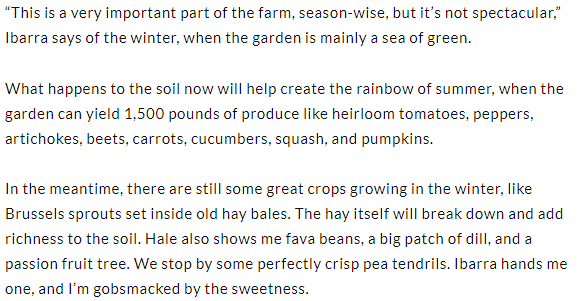 “This is a very important part of the farm, season-wise, but it’s not spectacular,”
Ibarra says of the winter, when the garden is mainly a sea of green.
What happens to the soil now will help create the rainbow of summer, when the
garden can yield 1,500 pounds of produce like heirloom tomatoes, peppers,
artichokes, beets, carrots, cucumbers, squash, and pumpkins.
In the meantime, there are still some great crops growing in the winter, like
Brussels sprouts set inside old hay bales. The hay itself will break down and add
richness to the soil. Hale also shows me fava beans, a big patch of dill, and a
passion fruit tree. We stop by some perfectly crisp pea tendrils. Ibarra hands me
one, and I’m gobsmacked by the sweetness.